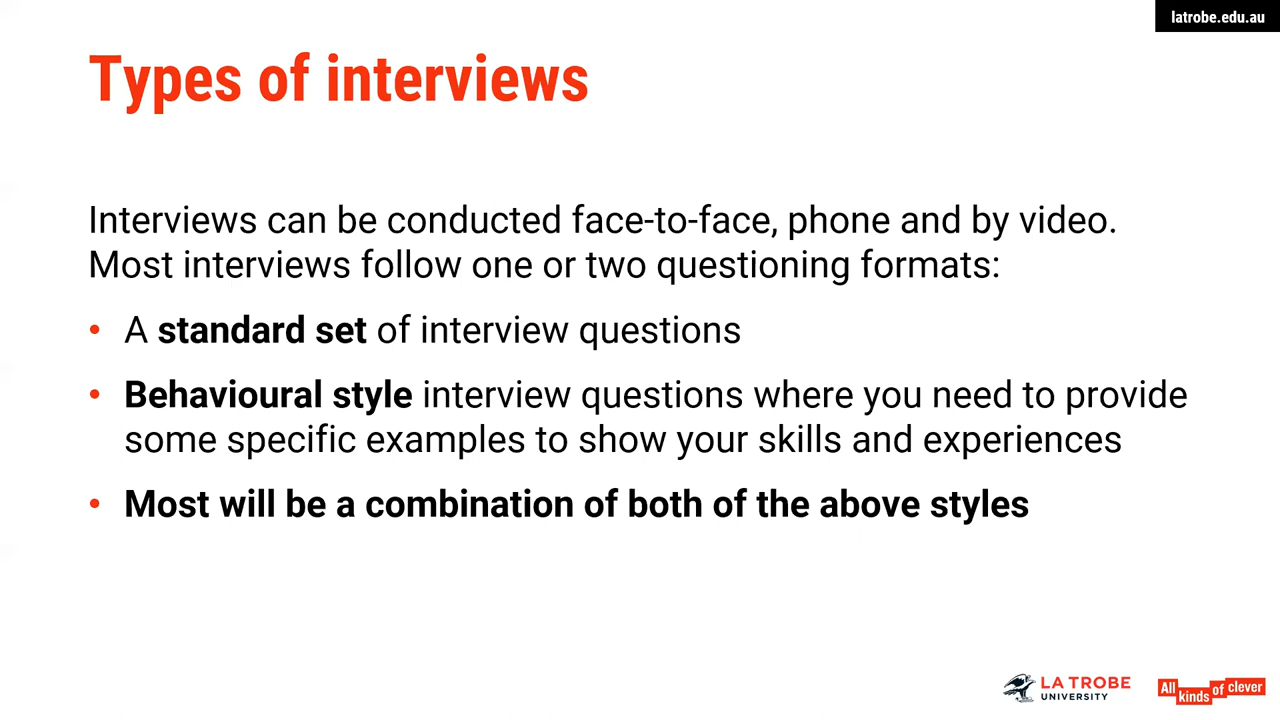 latrobe.edu.au
Types of interviews
Interviews can be conducted face-to-face, phone and by video.
Most interviews follow one or two questioning formats:
• A standard set of interview questions
• Behavioural style interview questions where you need to provide
some specific examples to show your skills and experiences
• Most will be a combination of both of the above styles
LA TROBE
UNIVERSITY
All kinds of clever